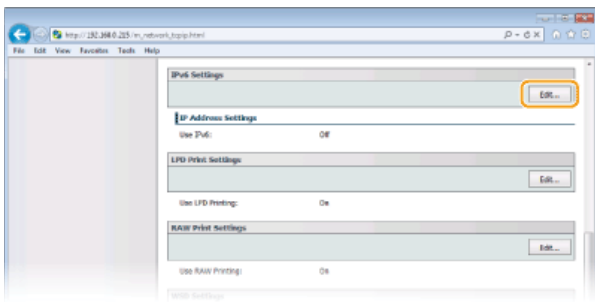 http://192.168.0.215/m_network_tcpip.html
File Edit View Favorites Tools Help
IPv6 Settings
Edit...
IP Address Settings
Use IPv6: Off
LPD Print Settings
Edit...
Use LPD Printing: On
RAW Print Settings
Edit...
Use RAW Printing: On
WSD Settings